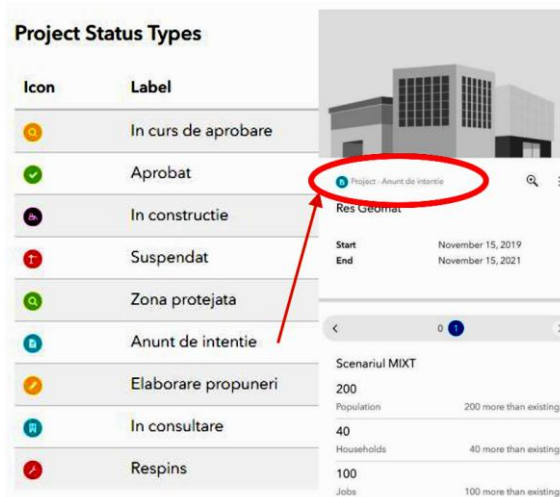 Project Status Types
Icon Label
In curs de aprobare
Aprobat
In constructie
Suspendat
Zona protejata
Anunt de intentie
Elaborare propuneri
In consultare
Respins
Project - Anunt de intentie
Res Geomat
Start November 15, 2019
End November 15, 2021
0 1
Scenariul MIXT
200
Population 200 more than existing
40
Households 40 more than existing
100
Jobs 100 more than existing